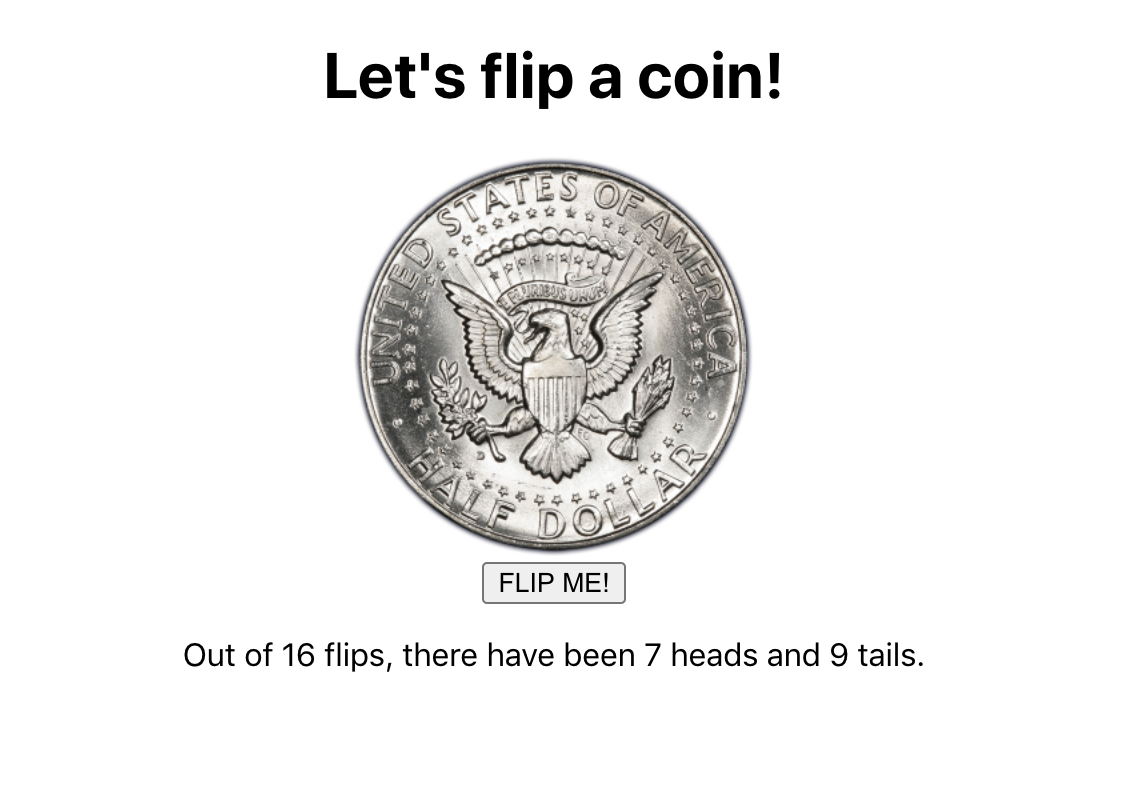 Let's flip a coin!
UNITED STATES OF AMERICA
E PLURIBUS UNUM
HALF DOLLAR
FLIP ME!
Out of 16 flips, there have been 7 heads and 9 tails.